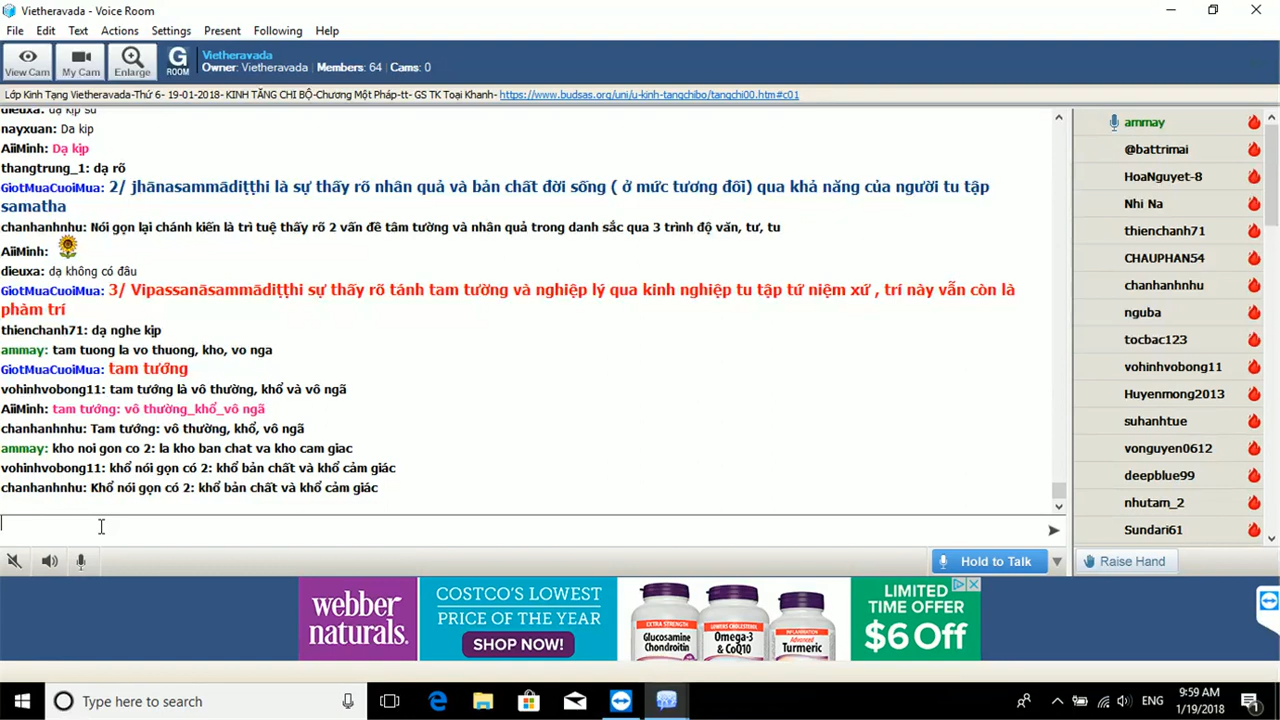 Vietheravada - Voice Room
File Edit Text Actions Settings Present Following Help
View Cam My Cam Enlarge G ROOM
Vietheravada
Owner: Vietheravada | Members: 64 | Cams: 0
Lớp Kinh Tạng Vietheravada-Thứ 6- 19-01-2018- KINH TĂNG CHI BỘ-Chương Một Pháp-tt- GS TK Toại Khanh- https://www.budsas.org/uni/u-kinh-tangchibo/tangchi00.htm#c01
dieuxa: dạ kịp sư
nayxuan: Da kip
AiiMinh: Dạ kịp
thangtrung_1: dạ rõ
GiotMuaCuoiMua: 2/ jhānasammādiṭṭhi là sự thấy rõ nhân quả và bản chất đời sống ( ở mức tương đối) qua khả năng của người tu tập
samatha
chanhanhnhu: Nói gọn lại chánh kiến là trì tuệ thấy rõ 2 vấn đề tâm tường và nhân quả trong danh sắc qua 3 trình độ văn, tư, tu
AiiMinh:
dieuxa: dạ không có đâu
GiotMuaCuoiMua: 3/ Vipassanāsammādiṭṭhi sự thấy rõ tánh tam tường và nghiệp lý qua kinh nghiệp tu tập tứ niệm xứ , trí này vẫn còn là
phàm trí
thienchanh71: dạ nghe kịp
ammay: tam tuong la vo thuong, kho, vo nga
GiotMuaCuoiMua: tam tướng
vohinhvobong11: tam tướng là vô thường, khổ và vô ngã
AiiMinh: tam tướng: vô thường_khổ_vô ngã
chanhanhnhu: Tam tướng: vô thường, khổ, vô ngã
ammay: kho noi gon co 2: la kho ban chat va kho cam giac
vohinhvobong11: khổ nói gọn có 2: khổ bản chất và khổ cảm giác
chanhanhnhu: Khổ nói gọn có 2: khổ bản chất và khổ cảm giác
ammay
@battrimai
HoaNguyet-8
Nhi Na
thienchanh71
CHAUPHAN54
chanhanhnhu
nguba
tocbac123
vohinhvobong11
Huyenmong2013
suhanhtue
vonguyen0612
deepblue99
nhutam_2
Sundari61
Hold to Talk
Raise Hand
webber
naturals.
COSTCO'S LOWEST
PRICE OF THE YEAR
SHOP NOW!
Glucosamine
Chondroitin
Omega-3
& CoQ10
Turmeric
LIMITED
TIME OFFER
$6 Off
Type here to search
ENG
9:59 AM
1/19/2018